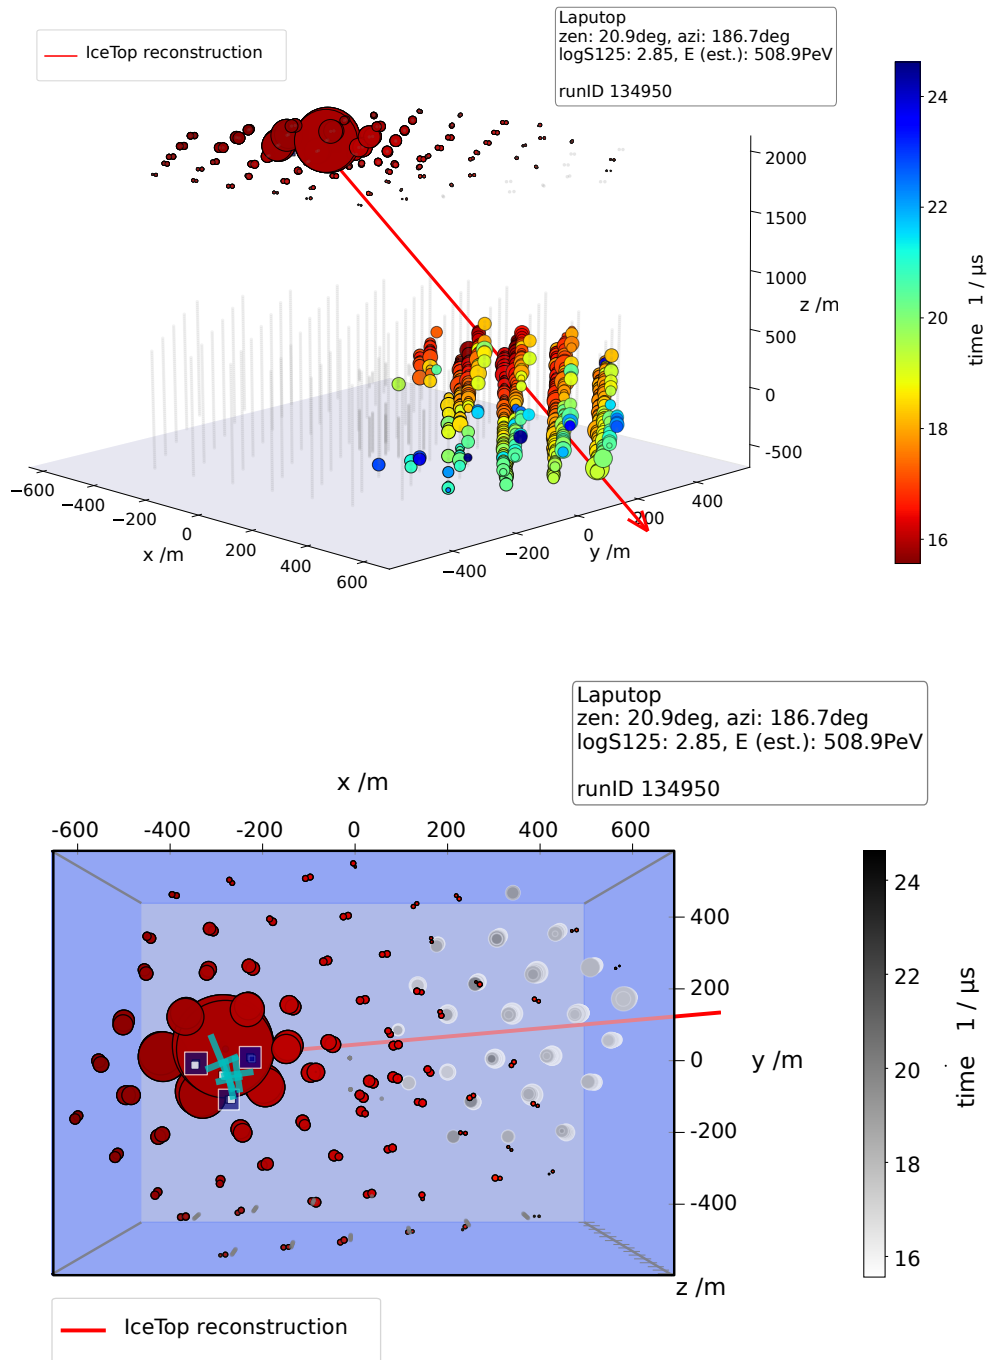 IceTop reconstruction
Laputop
zen: 20.9deg, azi: 186.7deg
logS125: 2.85, E (est.): 508.9PeV
runID 134950
24
22
20
18
16
time 1 / μs
2000
1500
1000
500
0
−500
z /m
−600
−400
−200
0
200
400
600
x /m
−400
−200
0
200
400
y /m
Laputop
zen: 20.9deg, azi: 186.7deg
logS125: 2.85, E (est.): 508.9PeV
runID 134950
x /m
-600 -400 -200 0 200 400 600
400
200
0
-200
-400
y /m
z /m
24
22
20
18
16
time 1 / μs
IceTop reconstruction